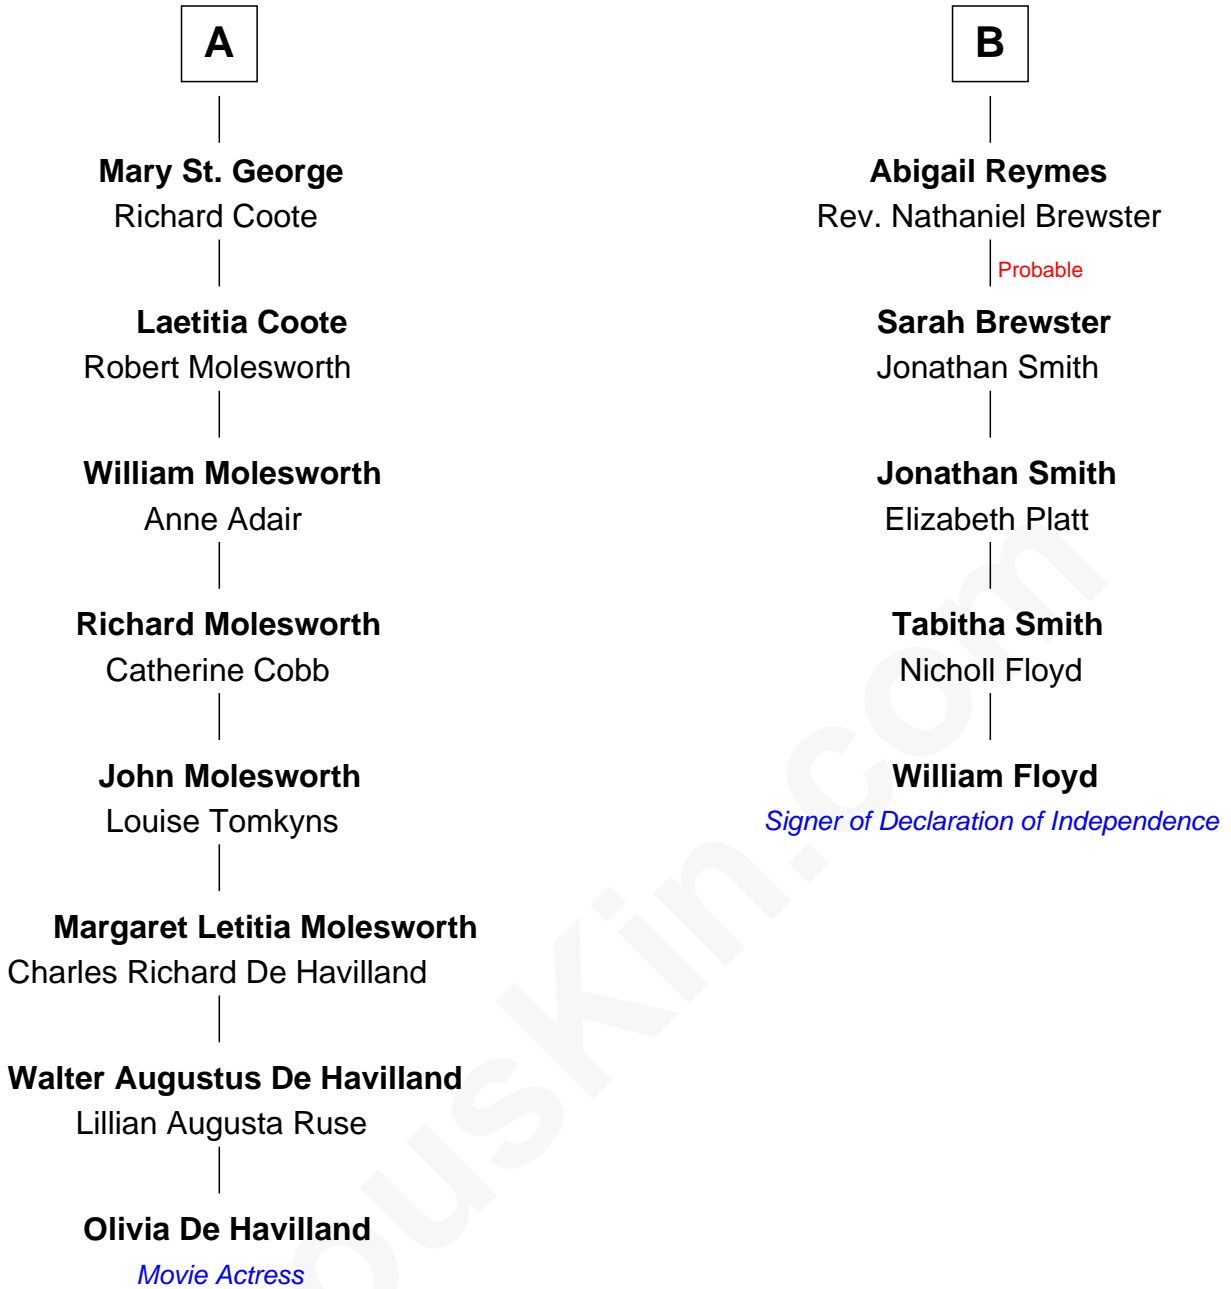 A
Mary St. George
Richard Coote
Laetitia Coote
Robert Molesworth
William Molesworth
Anne Adair
Richard Molesworth
Catherine Cobb
John Molesworth
Louise Tomkyns
Margaret Letitia Molesworth
Charles Richard De Havilland
Walter Augustus De Havilland
Lillian Augusta Ruse
Olivia De Havilland
Movie Actress
B
Abigail Reymes
Rev. Nathaniel Brewster
Probable
Sarah Brewster
Jonathan Smith
Jonathan Smith
Elizabeth Platt
Tabitha Smith
Nicholl Floyd
William Floyd
Signer of Declaration of Independence
ousKin.com